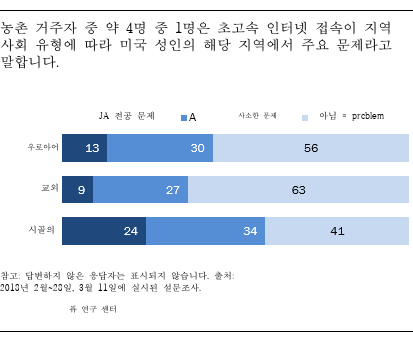 농촌 거주자 중 약 4명 중 1명은 초고속 인터넷 접속이 지역
사회 유형에 따라 미국 성인의 해당 지역에서 주요 문제라고
말합니다.
JA 전공 문제 A 사소한 문제 아님 = problem
우로아어 13 30 56
교외 9 27 63
시골의 24 34 41
참고: 답변하지 않은 응답자는 표시되지 않습니다. 출처:
2018년 2월~28일, 3월 11일에 실시된 설문조사.
퓨 연구 센터